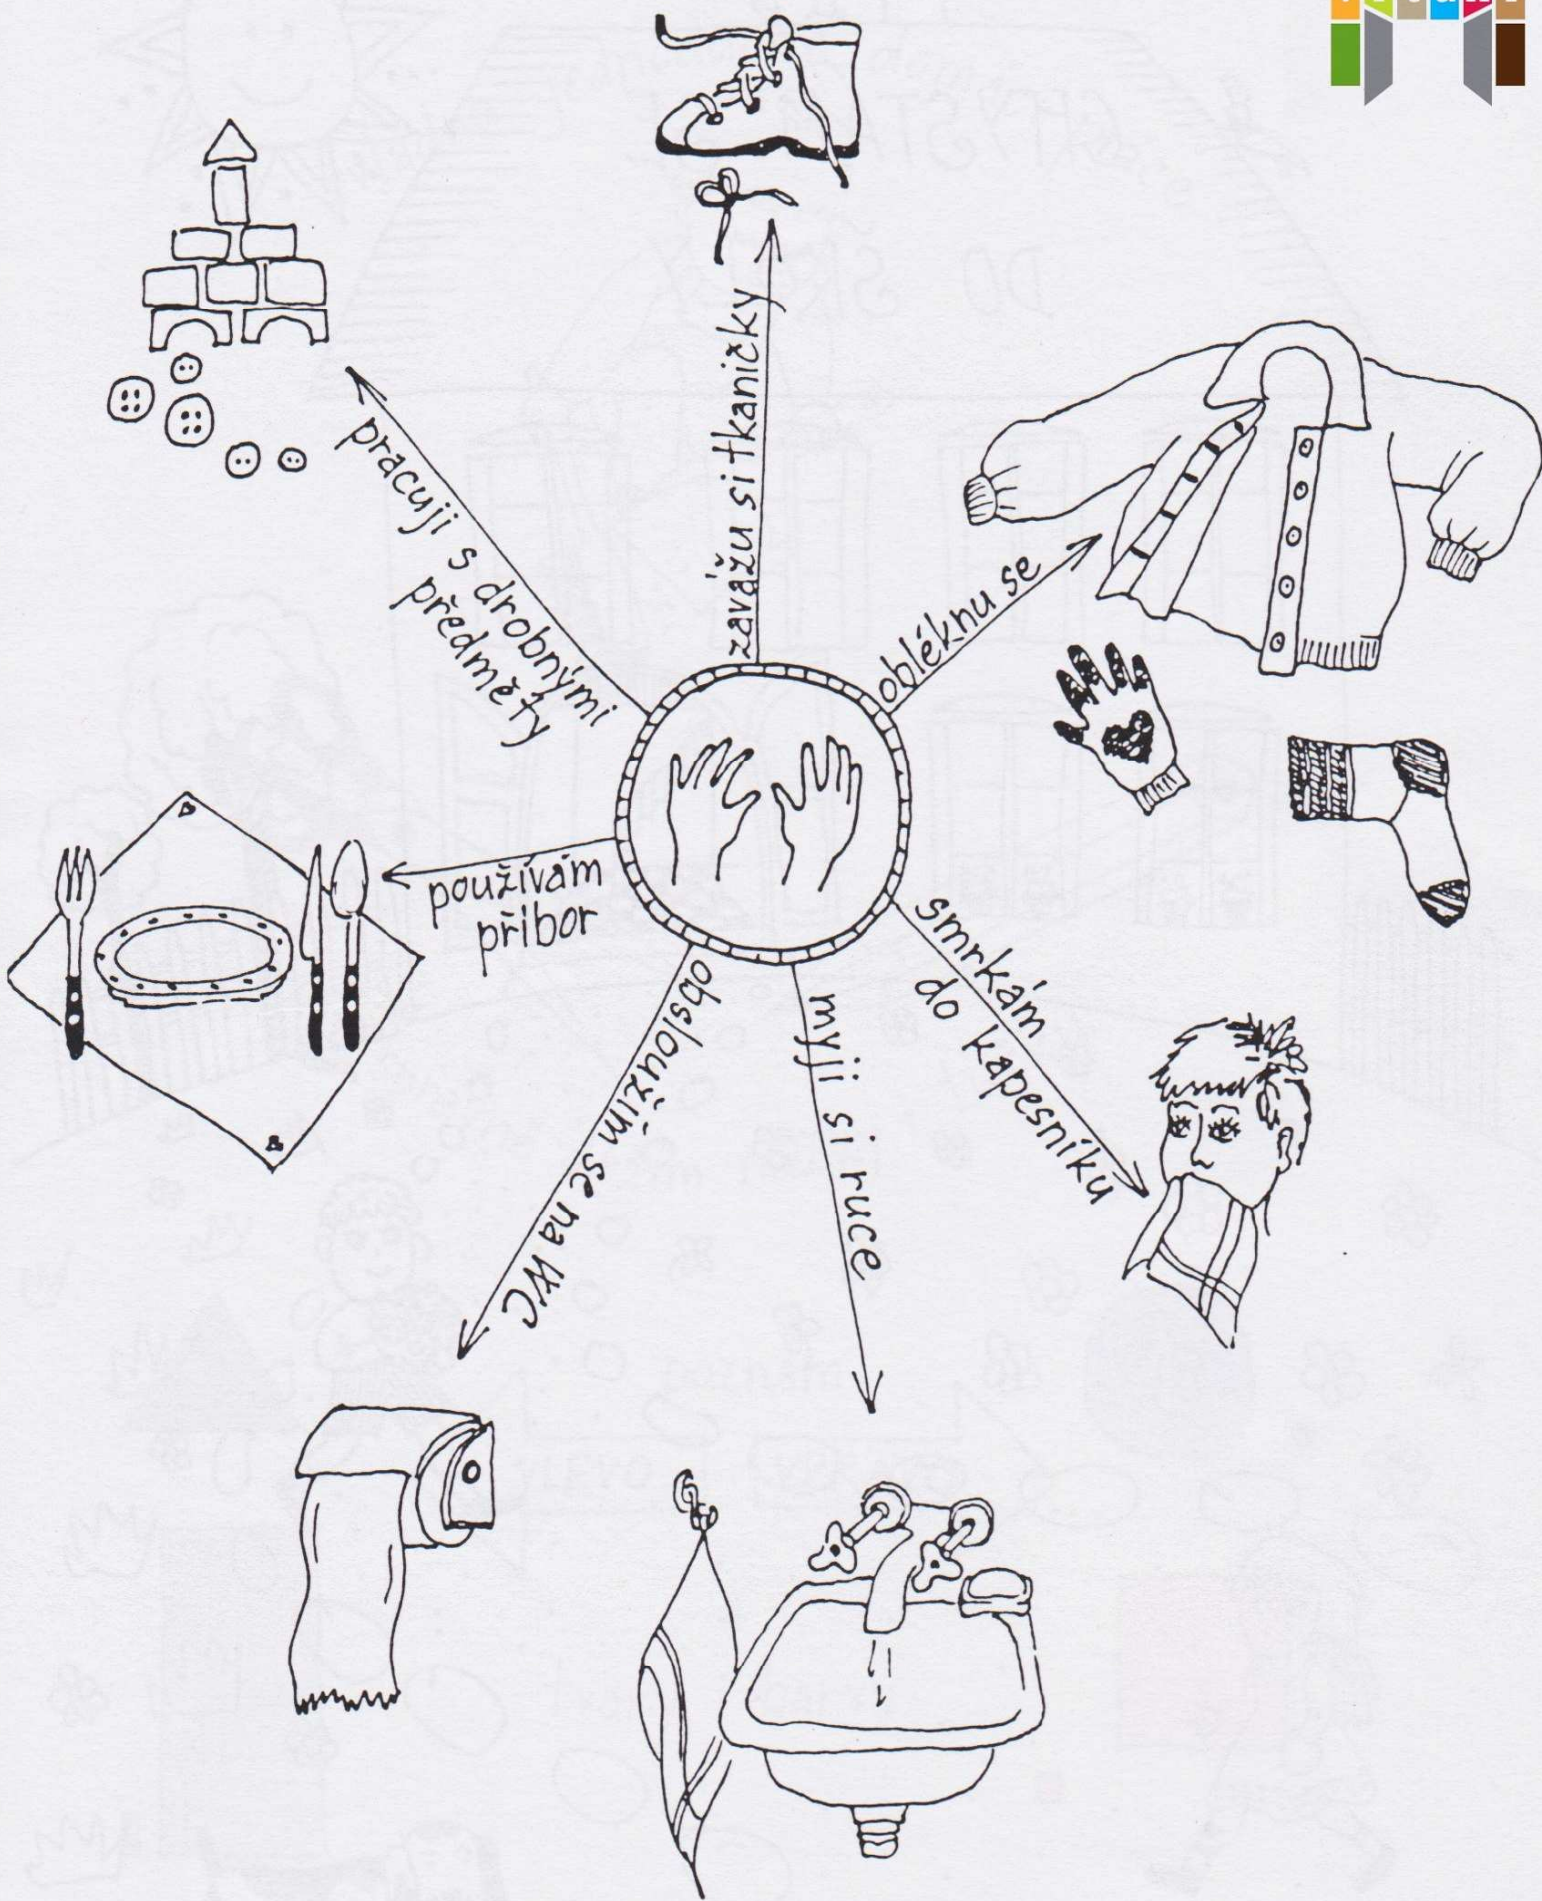 zavážu si tkaničky
obléknu se
smrkám
do kapesníku
myji si ruce
obsloužím se na WC
používám
příbor
pracuji s drobnými
předměty